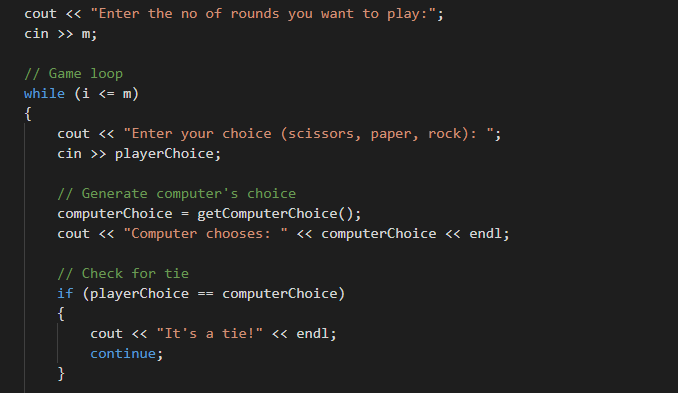 cout << "Enter the no of rounds you want to play:";
cin >> m;
// Game loop
while (i <= m)
{
cout << "Enter your choice (scissors, paper, rock): ";
cin >> playerChoice;
// Generate computer's choice
computerChoice = getComputerChoice();
cout << "Computer chooses: " << computerChoice << endl;
// Check for tie
if (playerChoice == computerChoice)
{
cout << "It's a tie!" << endl;
continue;
}